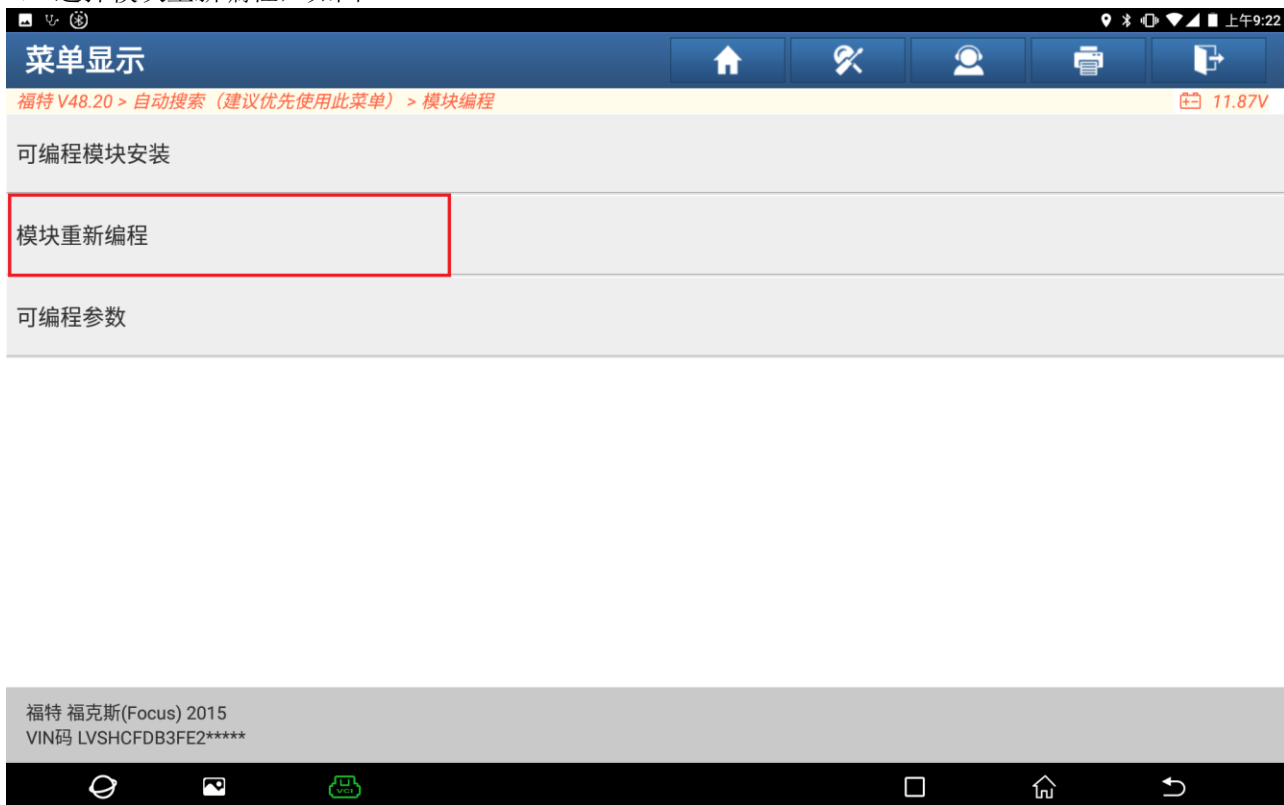 上午9:22
菜单显示
福特 V48.20 > 自动搜索（建议优先使用此菜单） > 模块编程
11.87V
可编程模块安装
模块重新编程
可编程参数
福特 福克斯(Focus) 2015
VIN码 LVSHCFDB3FE2*****
VCI